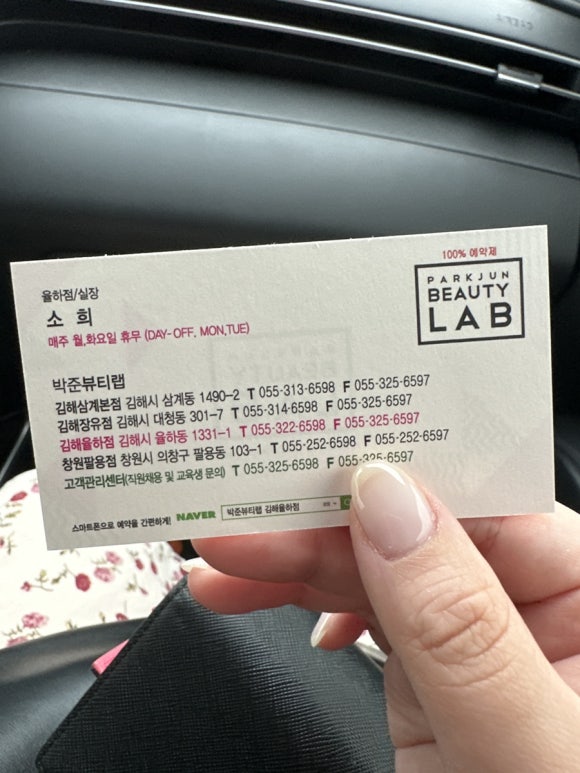 100% 예약제
PARKJUN
BEAUTY
LAB
율하점/실장
소 희
매주 월,화요일 휴무 (DAY-OFF, MON,TUE)
박준뷰티랩
김해삼계본점 김해시 삼계동 1490-2 T 055-313-6598 F 055-325-6597
김해장유점 김해시 대청동 301-7 T 055-314-6598 F 055-325-6597
김해율하점 김해시 율하동 1331-1 T 055-322-6598 F 055-325-6597
창원팔용점 창원시 의창구 팔용동 103-1 T 055-252-6598 F 055-252-6597
고객관리센터(직원채용 및 교육생 문의) T 055-325-6598 F 055-325-6597
스마트폰으로 예약을 간편하게! NAVER 박준뷰티랩 김해율하점